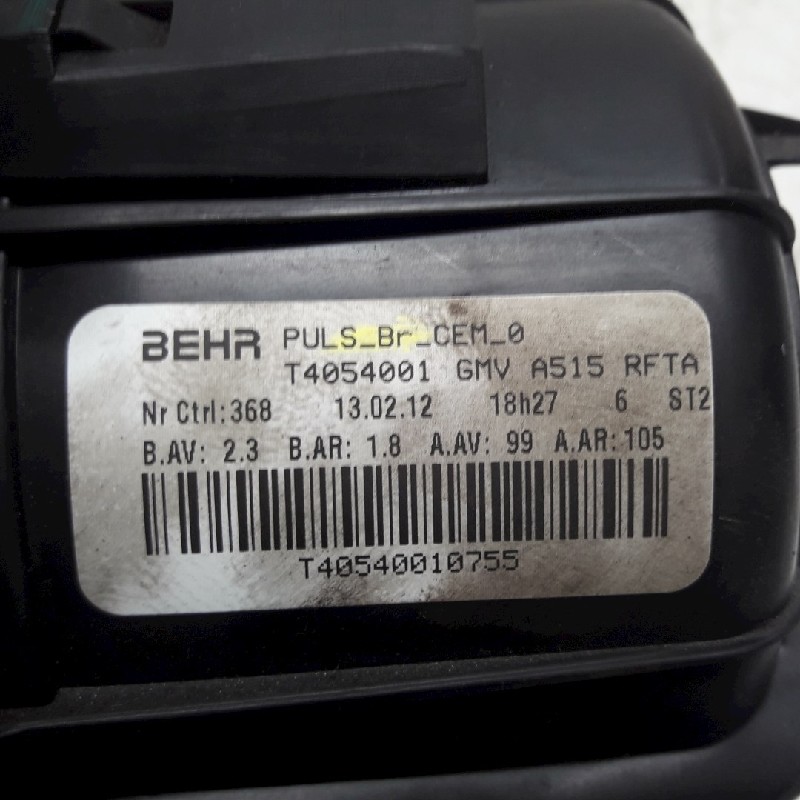 BEHR PULS_Br_CEM_0
T4054001 GMV A515 RFTA
Nr Ctrl:368 13.02.12 18h27 6 ST2
B.AV: 2.3 B.AR: 1.8 A.AV: 99 A.AR:105
T40540010755